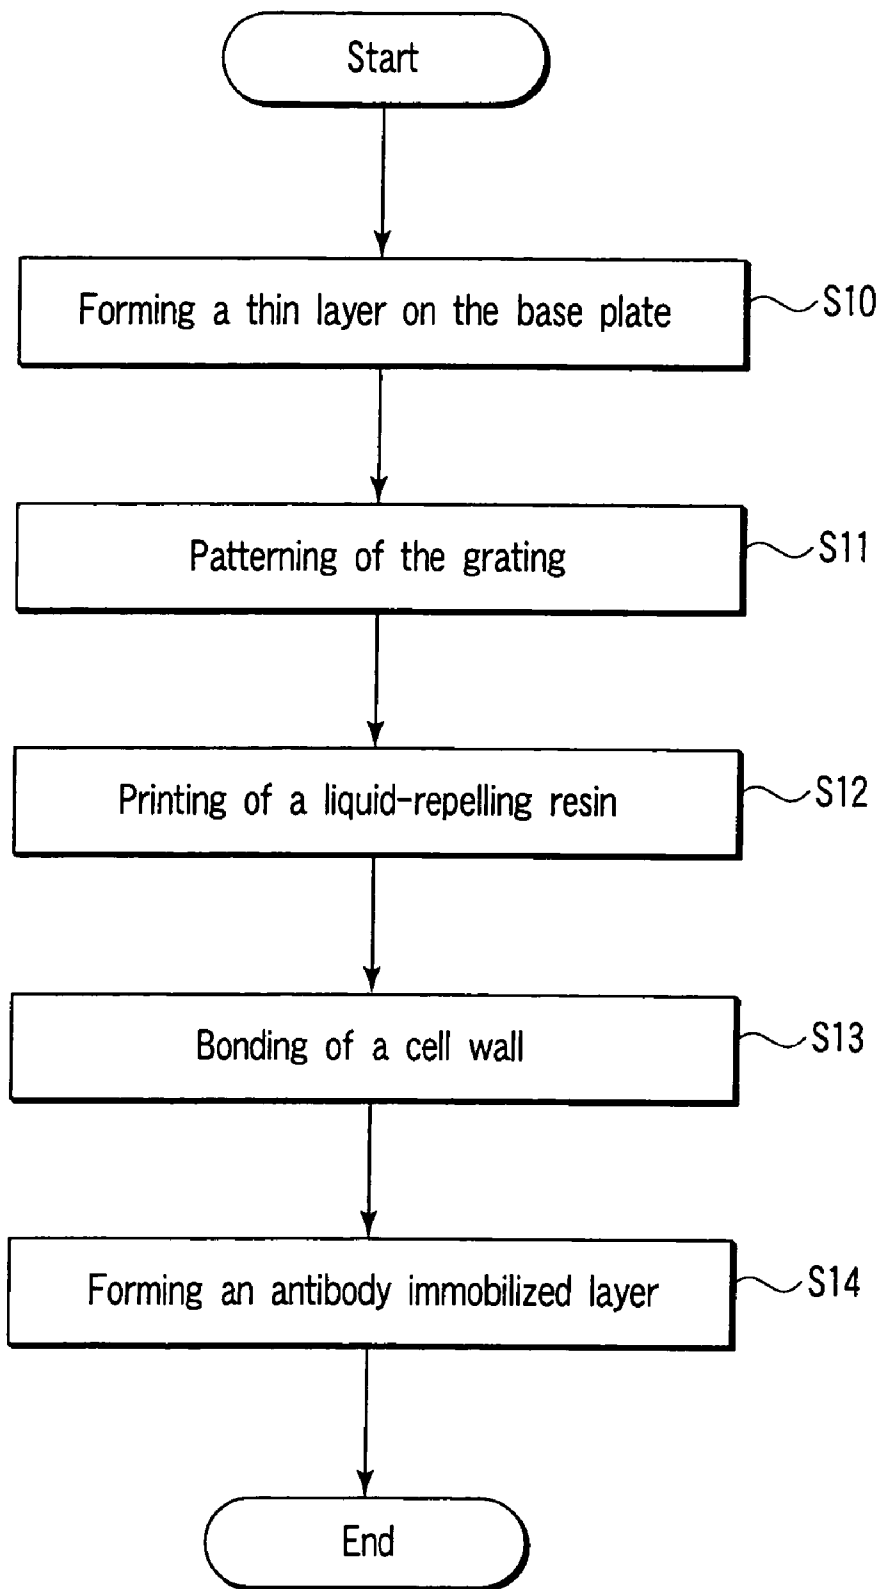 Start
Forming a thin layer on the base plate
S10
Patterning of the grating
S11
Printing of a liquid-repelling resin
S12
Bonding of a cell wall
S13
Forming an antibody immobilized layer
S14
End